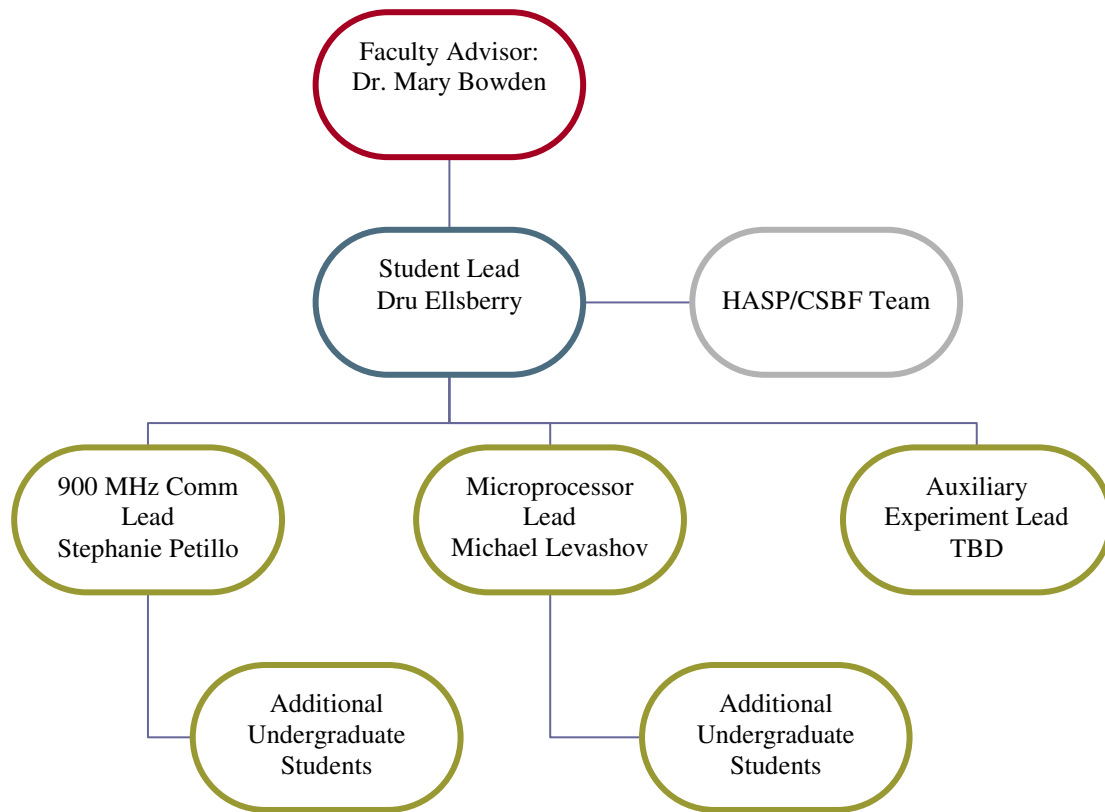 Faculty Advisor:
Dr. Mary Bowden
Student Lead
Dru Ellsberry
HASP/CSBF Team
900 MHz Comm
Lead
Stephanie Petillo
Microprocessor
Lead
Michael Levashov
Auxiliary
Experiment Lead
TBD
Additional
Undergraduate
Students
Additional
Undergraduate
Students